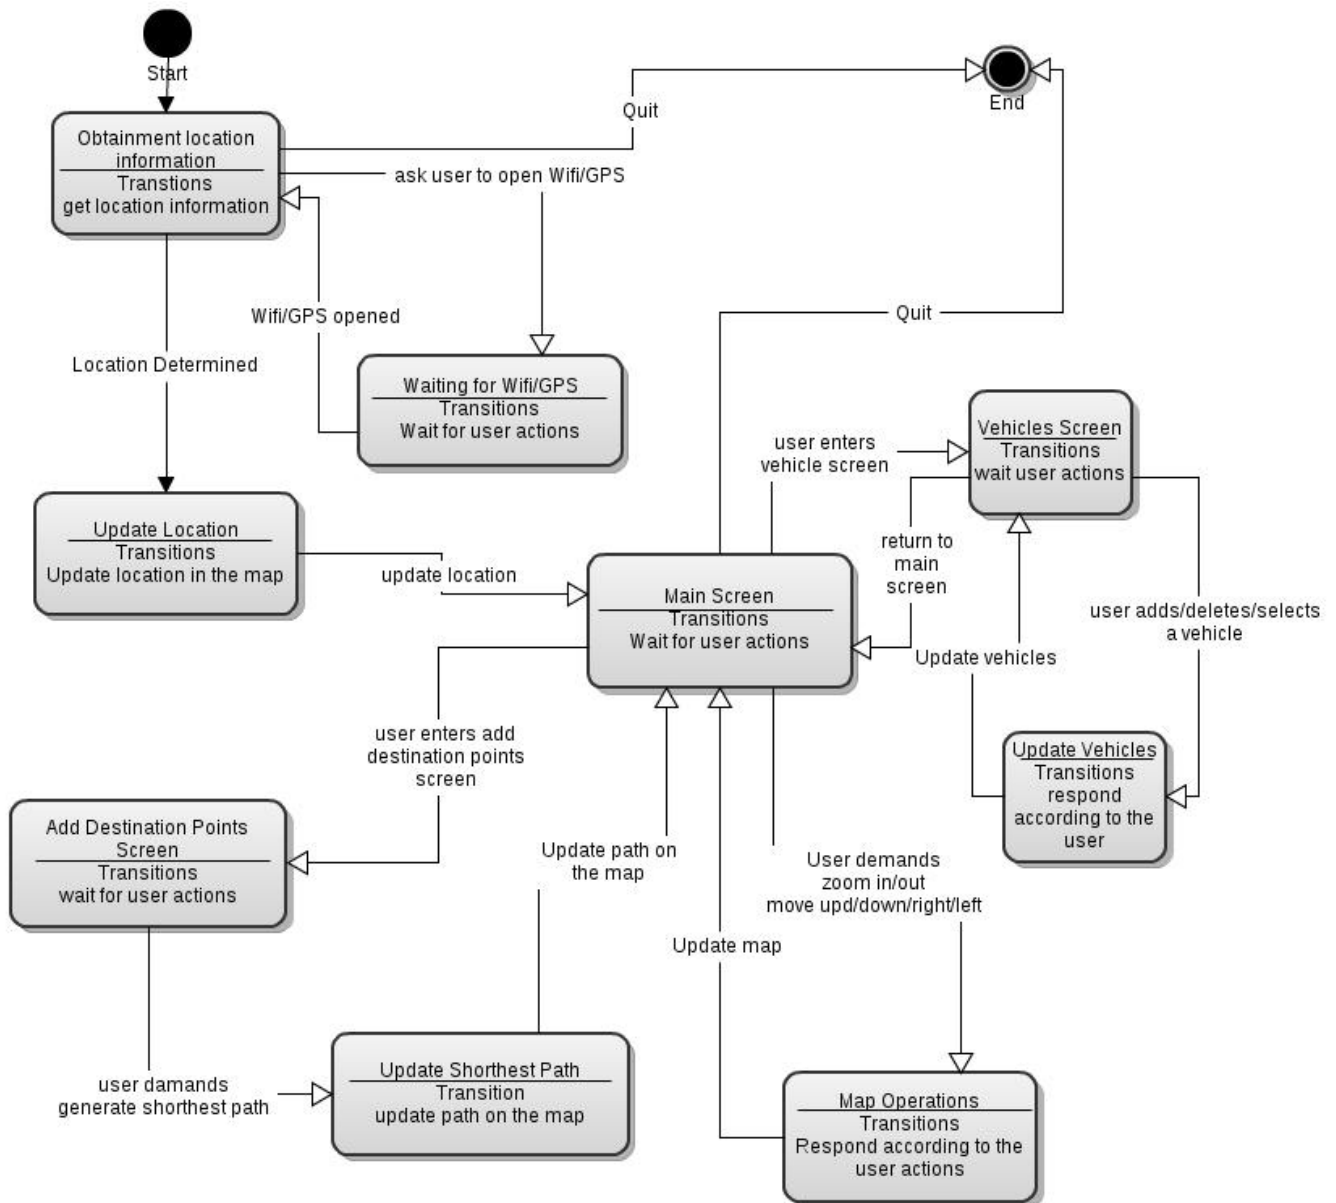 Start
End
Quit
Obtainment location
information
Transtions
get location information
ask user to open Wifi/GPS
Wifi/GPS opened
Quit
Location Determined
Waiting for Wifi/GPS
Transitions
Wait for user actions
Vehicles Screen
Transitions
wait user actions
user enters
vehicle screen
Update Location
Transitions
Update location in the map
update location
return to
main
screen
Main Screen
Transitions
Wait for user actions
user adds/deletes/selects
a vehicle
Update vehicles
user enters add
destination points
screen
Update Vehicles
Transitions
respond
according to the
user
Add Destination Points
Screen
Transitions
wait for user actions
Update path on
the map
User demands
zoom in/out
move upd/down/right/left
Update map
user damands
generate shorthest path
Update Shorthest Path
Transition
update path on the map
Map Operations
Transitions
Respond according to the
user actions